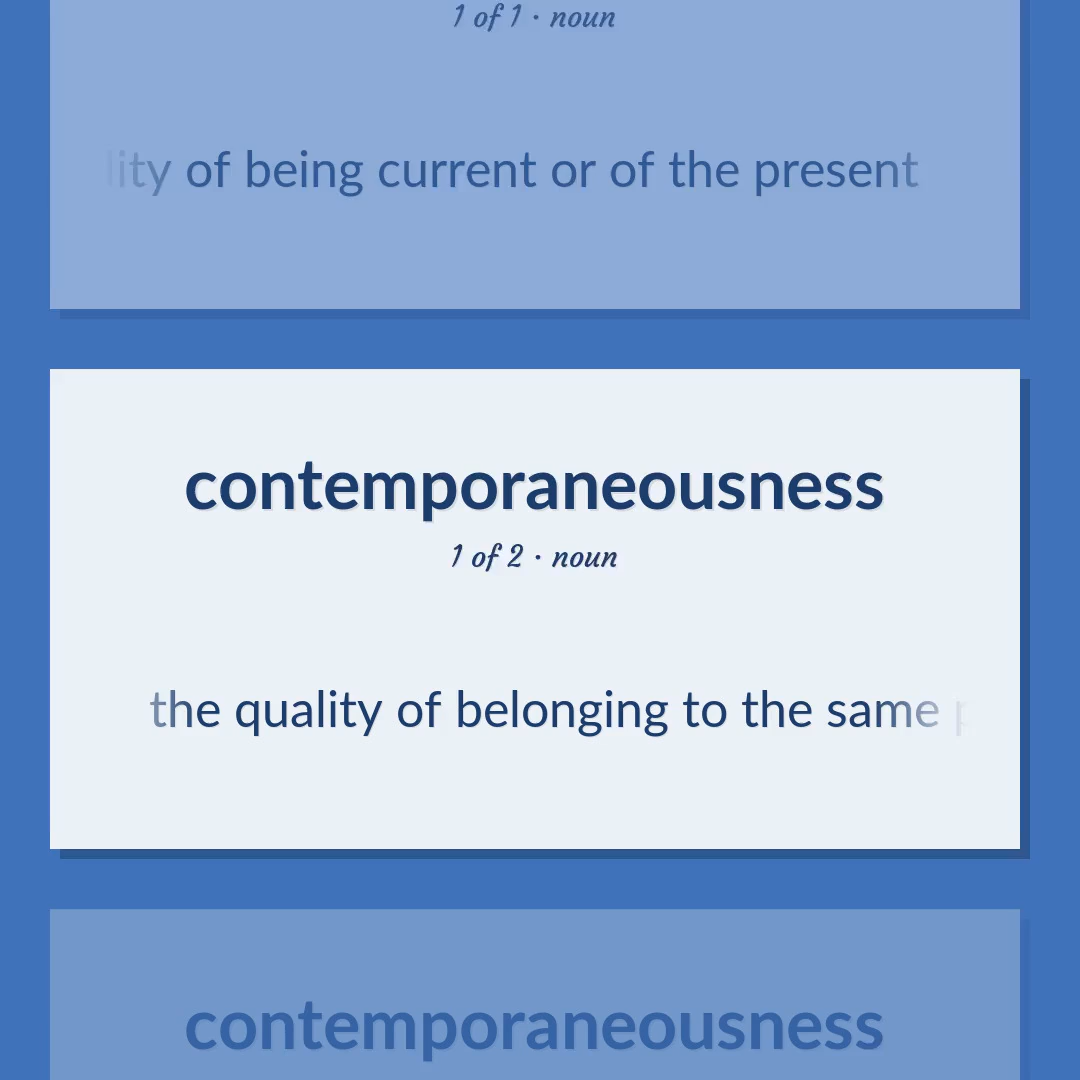 1 of 1 · noun
of being current or of the present
contemporaneousness
1 of 2 · noun
the quality of belonging to the same
contemporaneousness